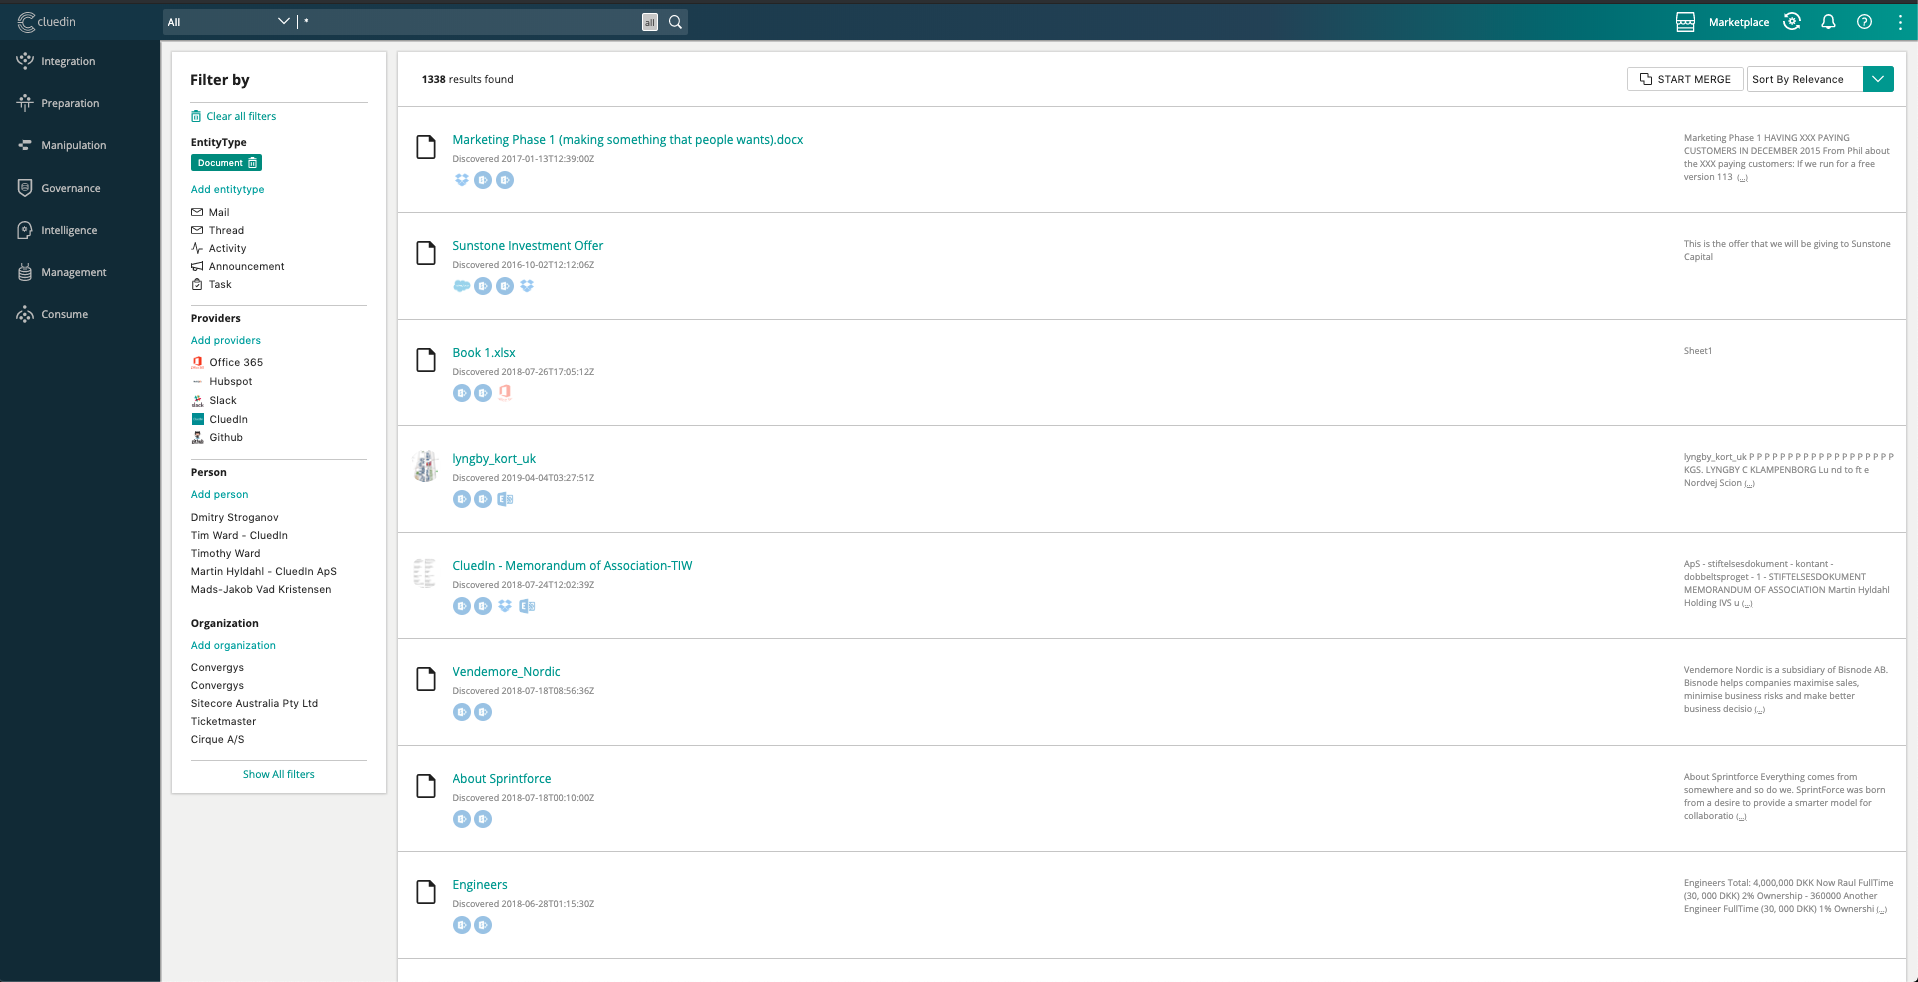 Cluedin
All
*
all
Marketplace
Integration
Preparation
Manipulation
Governance
Intelligence
Management
Consume
Filter by
Clear all filters
EntityType
Document
Add entitytype
Mail
Thread
Activity
Announcement
Task
Providers
Add providers
Office 365
Hubspot
Slack
CluedIn
Github
Person
Add person
Dmitry Stroganov
Tim Ward - CluedIn
Timothy Ward
Martin Hyldahl - CluedIn ApS
Mads-Jakob Vad Kristensen
Organization
Add organization
Convergys
Convergys
Sitecore Australia Pty Ltd
Ticketmaster
Cirque A/S
Show All filters
1338 results found
START MERGE
Sort By Relevance
Marketing Phase 1 (making something that people wants).docx
Discovered 2017-01-13T12:39:00Z
Marketing Phase 1 HAVING XXX PAYING
CUSTOMERS IN DECEMBER 2015 From Phil about
the XXX paying customers: If we run for a free
version 113 (...)
Sunstone Investment Offer
Discovered 2016-10-02T12:12:06Z
This is the offer that we will be giving to Sunstone
Capital
Book 1.xlsx
Discovered 2018-07-26T17:05:12Z
Sheet1
lyngby_kort_uk
Discovered 2019-04-04T03:27:51Z
lyngby_kort_uk P P P P P P P P P P P P P P P P P P P
KGS. LYNGBY C KLAMPENBORG Lu nd to ft e
Nordvej Scion (...)
CluedIn - Memorandum of Association-TIW
Discovered 2018-07-24T12:02:39Z
ApS - stiftelsesdokument - kontant -
dobbeltsproget - 1 - STIFTELSESDOKUMENT
MEMORANDUM OF ASSOCIATION Martin Hyldahl
Holding IVS u (...)
Vendemore_Nordic
Discovered 2018-07-18T08:56:36Z
Vendemore Nordic is a subsidiary of Bisnode AB.
Bisnode helps companies maximise sales,
minimise business risks and make better
business decisio (...)
About Sprintforce
Discovered 2018-07-18T00:10:00Z
About Sprintforce Everything comes from
somewhere and so do we. SprintForce was born
from a desire to provide a smarter model for
collaboratio (...)
Engineers
Discovered 2018-06-28T01:15:30Z
Engineers Total: 4,000,000 DKK Now Raul FullTime
(30, 000 DKK) 2% Ownership - 360000 Another
Engineer FullTime (30, 000 DKK) 1% Ownershi (...)